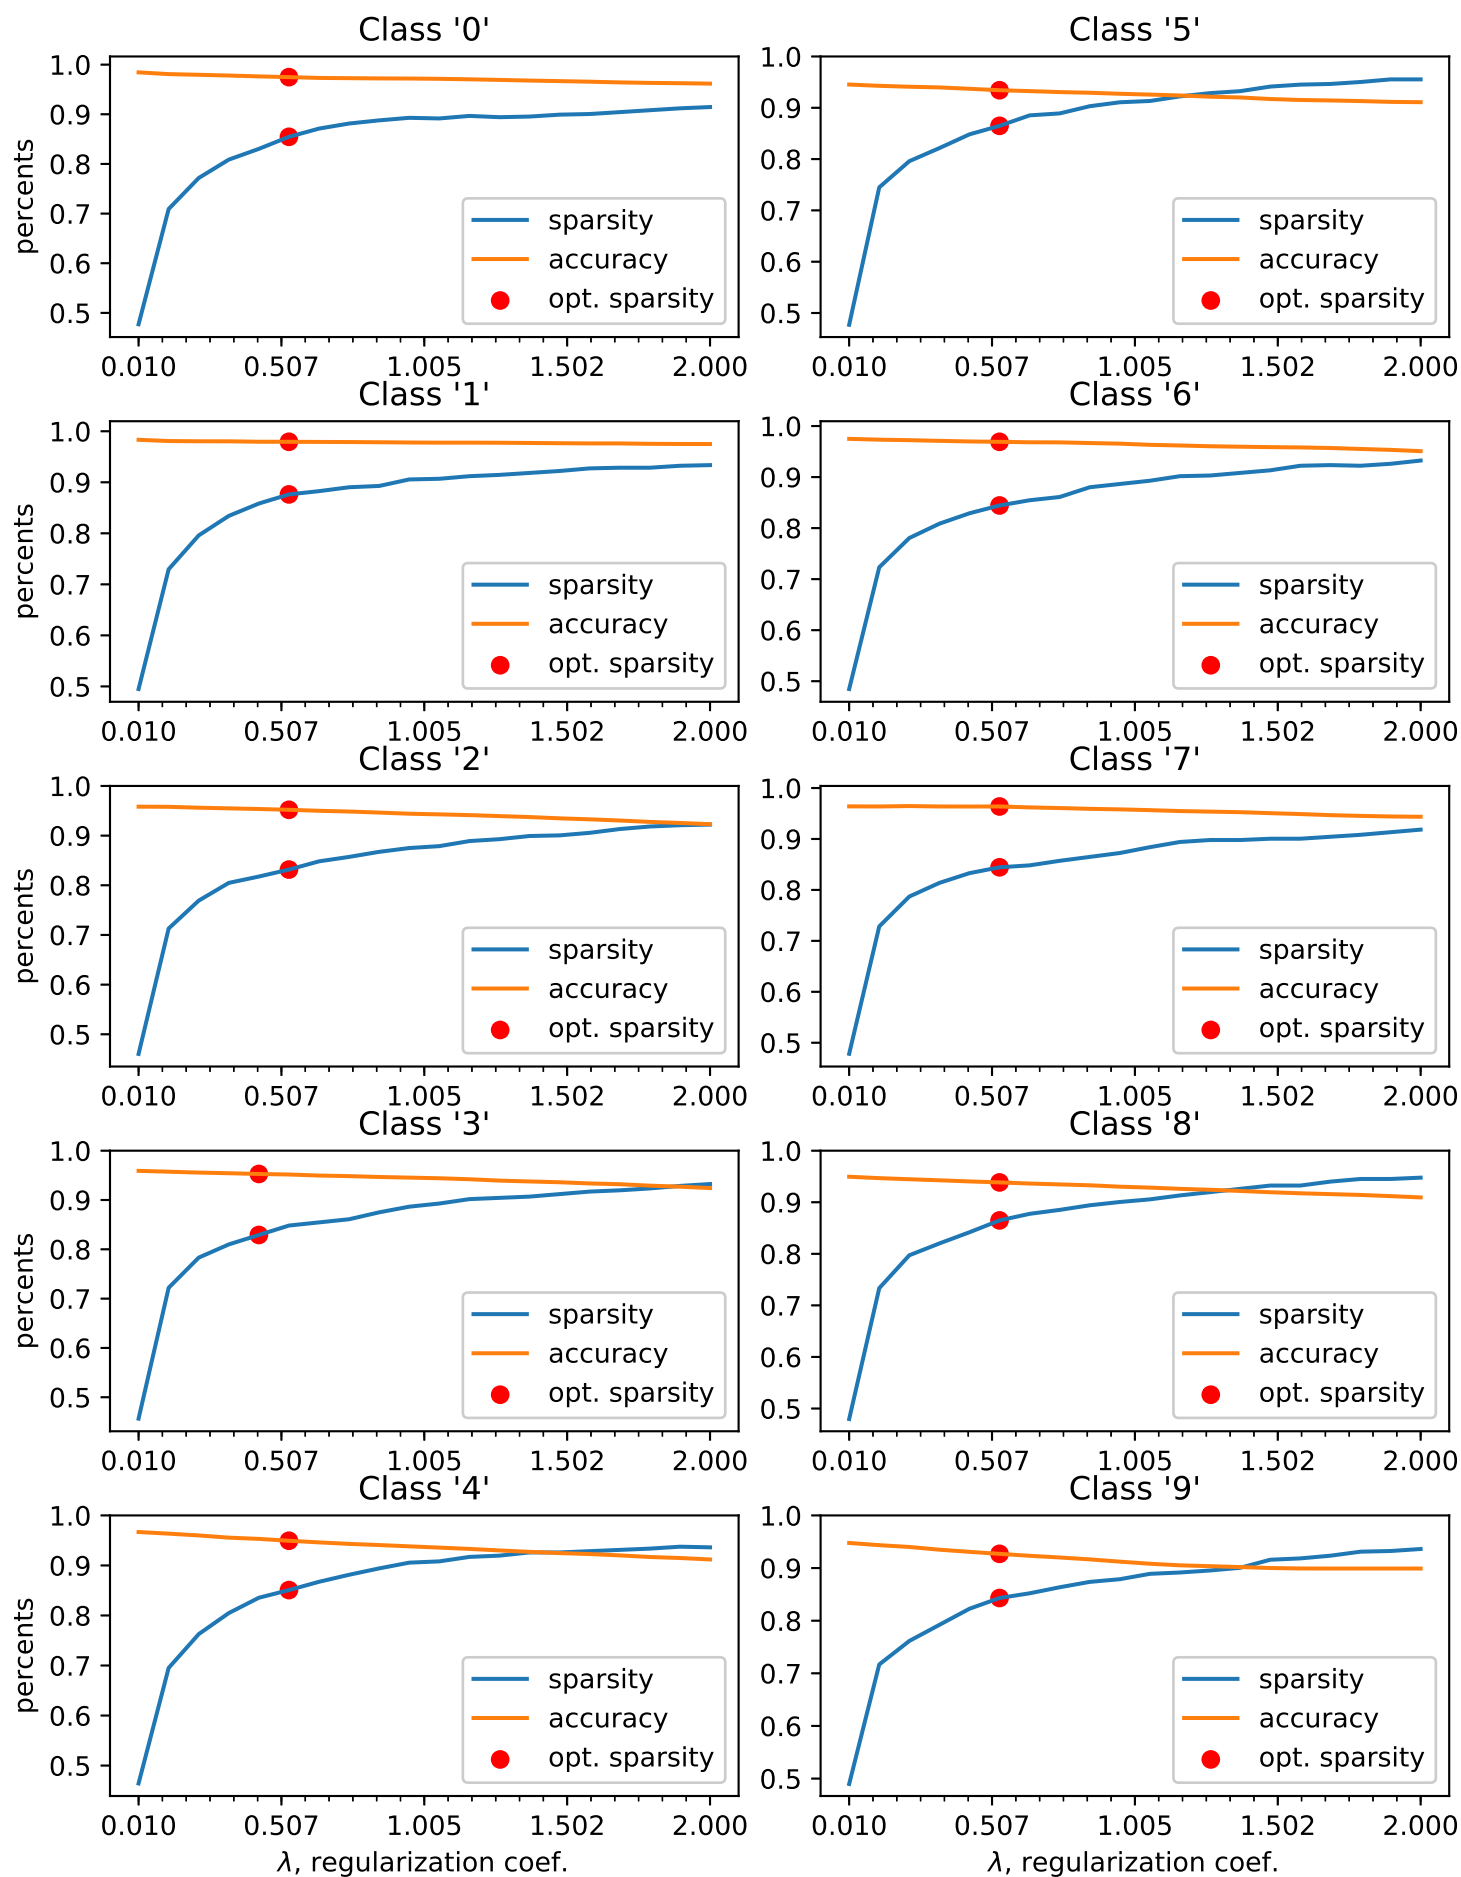 Class '0'
1.0
0.9
0.8
0.7
0.6
0.5
percents
sparsity
accuracy
opt. sparsity
0.010 0.507 1.005 1.502 2.000
Class '5'
1.0
0.9
0.8
0.7
0.6
0.5
sparsity
accuracy
opt. sparsity
0.010 0.507 1.005 1.502 2.000
Class '1'
1.0
0.9
0.8
0.7
0.6
0.5
percents
sparsity
accuracy
opt. sparsity
0.010 0.507 1.005 1.502 2.000
Class '6'
1.0
0.9
0.8
0.7
0.6
0.5
sparsity
accuracy
opt. sparsity
0.010 0.507 1.005 1.502 2.000
Class '2'
1.0
0.9
0.8
0.7
0.6
0.5
percents
sparsity
accuracy
opt. sparsity
0.010 0.507 1.005 1.502 2.000
Class '7'
1.0
0.9
0.8
0.7
0.6
0.5
sparsity
accuracy
opt. sparsity
0.010 0.507 1.005 1.502 2.000
Class '3'
1.0
0.9
0.8
0.7
0.6
0.5
percents
sparsity
accuracy
opt. sparsity
0.010 0.507 1.005 1.502 2.000
Class '8'
1.0
0.9
0.8
0.7
0.6
0.5
sparsity
accuracy
opt. sparsity
0.010 0.507 1.005 1.502 2.000
Class '4'
1.0
0.9
0.8
0.7
0.6
0.5
percents
sparsity
accuracy
opt. sparsity
0.010 0.507 1.005 1.502 2.000
λ, regularization coef.
Class '9'
1.0
0.9
0.8
0.7
0.6
0.5
sparsity
accuracy
opt. sparsity
0.010 0.507 1.005 1.502 2.000
λ, regularization coef.